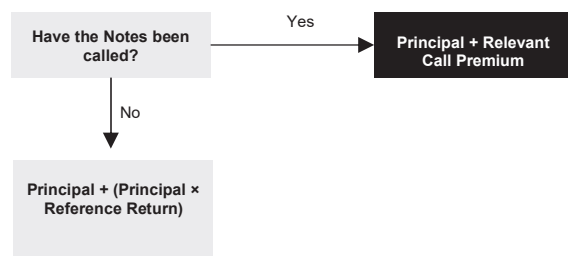 Have the Notes been
called?
Yes
Principal + Relevant
Call Premium
No
Principal + (Principal ×
Reference Return)